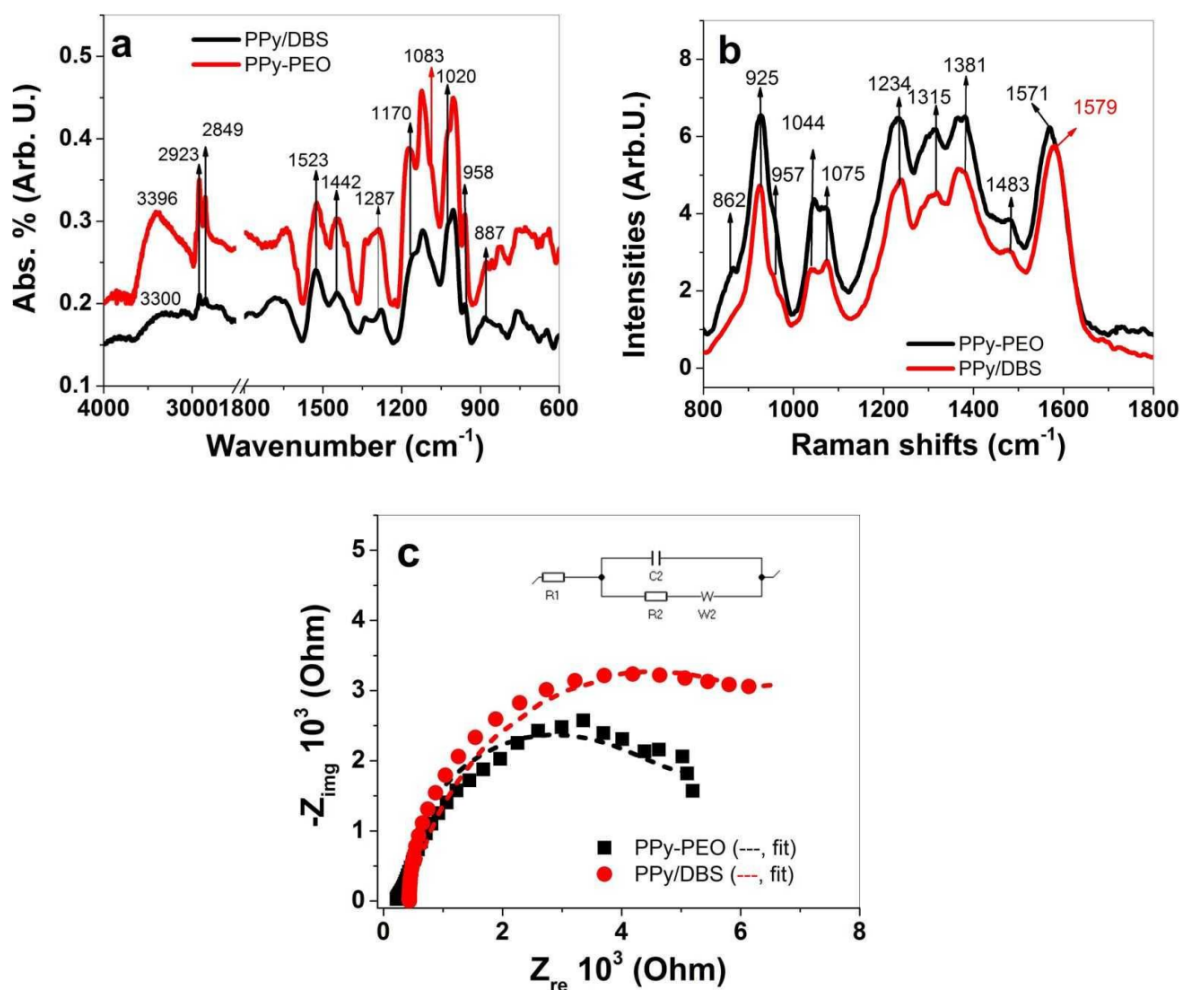 a
PPy/DBS
PPy-PEO
1083
1020
1170
2849
2923
1523
1442
1287
958
887
3396
3300
0.5
0.4
0.3
0.2
0.1
4000
3000
1800
1500
1200
900
600
Abs. % (Arb. U.)
Wavenumber (cm-1)
b
925
1234
1381
1315
1571
1579
1044
957
1075
862
1483
PPy-PEO
PPy/DBS
8
6
4
2
0
800
1000
1200
1400
1600
1800
Intensities (Arb.U.)
Raman shifts (cm-1)
c
C2
R1
R2
W2
W
5
4
3
2
1
0
0
2
4
6
8
PPy-PEO (---, fit)
PPy/DBS (---, fit)
-Zimg 103 (Ohm)
Zre 103 (Ohm)